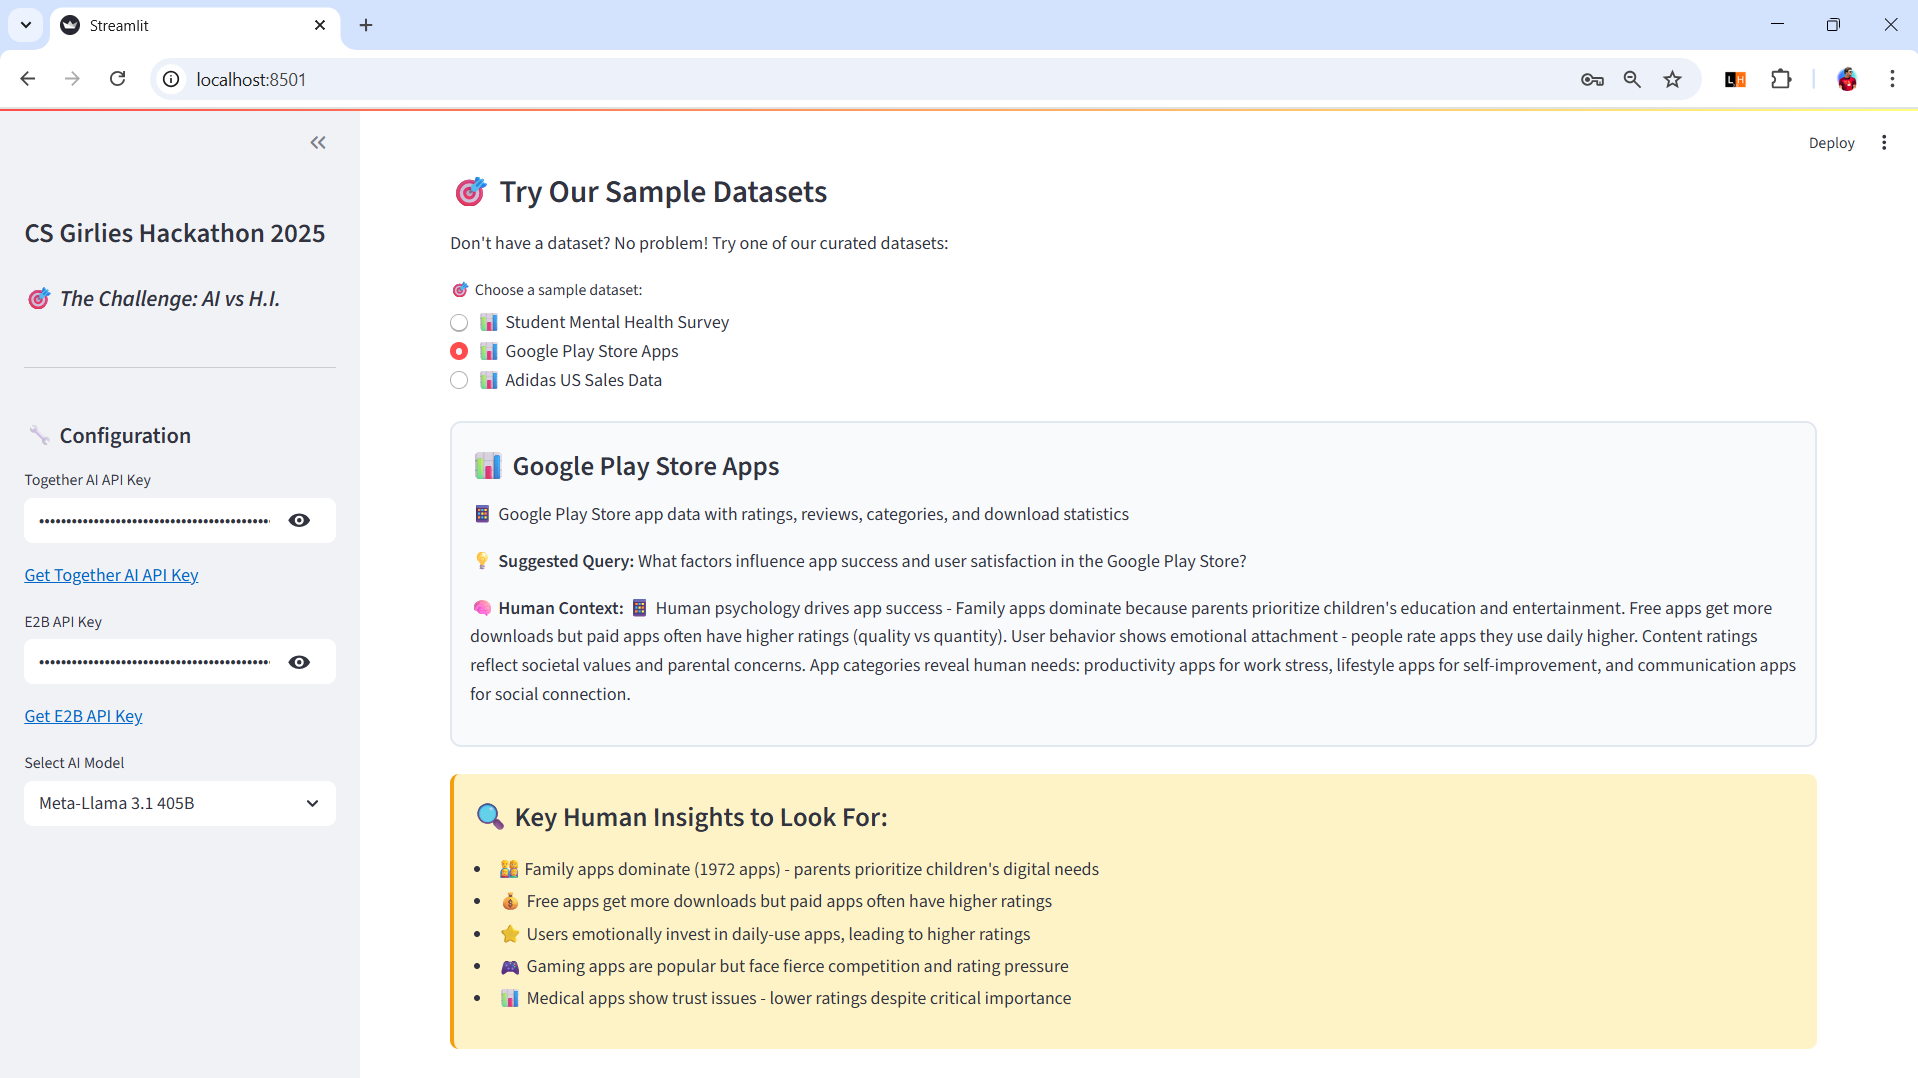 Streamlit
localhost:8501
LH
Deploy
CS Girlies Hackathon 2025
🎯 The Challenge: AI vs H.I.
🔧 Configuration
Together AI API Key
••••••••••••••••••••••••••••••••••••••••••
Get Together AI API Key
E2B API Key
••••••••••••••••••••••••••••••••••••••••••
Get E2B API Key
Select AI Model
Meta-Llama 3.1 405B
🎯 Try Our Sample Datasets
Don't have a dataset? No problem! Try one of our curated datasets:
🎯 Choose a sample dataset:
📊 Student Mental Health Survey
📊 Google Play Store Apps
📊 Adidas US Sales Data
📊 Google Play Store Apps
📱 Google Play Store app data with ratings, reviews, categories, and download statistics
💡 Suggested Query: What factors influence app success and user satisfaction in the Google Play Store?
🧠 Human Context: 📱 Human psychology drives app success - Family apps dominate because parents prioritize children's education and entertainment. Free apps get more
downloads but paid apps often have higher ratings (quality vs quantity). User behavior shows emotional attachment - people rate apps they use daily higher. Content ratings
reflect societal values and parental concerns. App categories reveal human needs: productivity apps for work stress, lifestyle apps for self-improvement, and communication apps
for social connection.
🔍 Key Human Insights to Look For:
• 👨‍👩‍👧‍👦 Family apps dominate (1972 apps) - parents prioritize children's digital needs
• 💰 Free apps get more downloads but paid apps often have higher ratings
• ⭐ Users emotionally invest in daily-use apps, leading to higher ratings
• 🎮 Gaming apps are popular but face fierce competition and rating pressure
• 📊 Medical apps show trust issues - lower ratings despite critical importance